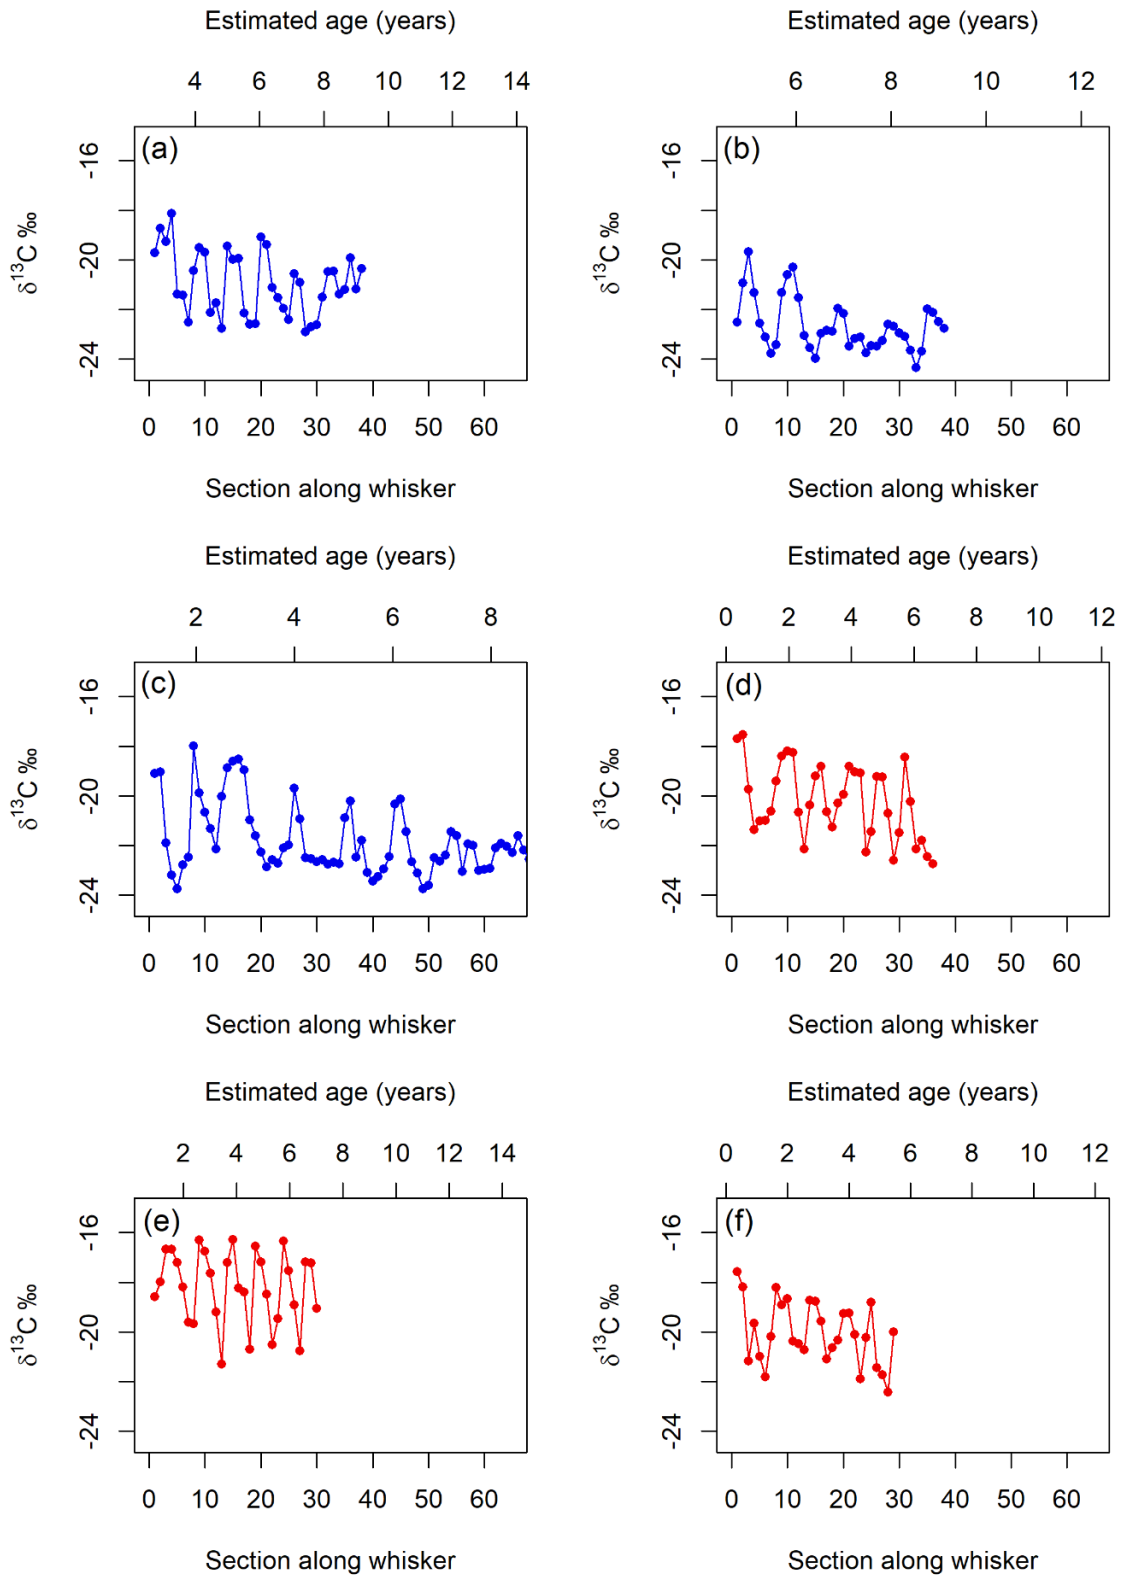 Estimated age (years) Estimated age (years)
4 6 8 10 12 14 6 8 10 12
(a) (b)
-16 -20 -24 -16 -20 -24
δ13C ‰ δ13C ‰
0 10 20 30 40 50 60 0 10 20 30 40 50 60
Section along whisker Section along whisker
Estimated age (years) Estimated age (years)
2 4 6 8 0 2 4 6 8 10 12
(c) (d)
-16 -20 -24 -16 -20 -24
δ13C ‰ δ13C ‰
0 10 20 30 40 50 60 0 10 20 30 40 50 60
Section along whisker Section along whisker
Estimated age (years) Estimated age (years)
2 4 6 8 10 12 14 0 2 4 6 8 10 12
(e) (f)
-16 -20 -24 -16 -20 -24
δ13C ‰ δ13C ‰
0 10 20 30 40 50 60 0 10 20 30 40 50 60
Section along whisker Section along whisker